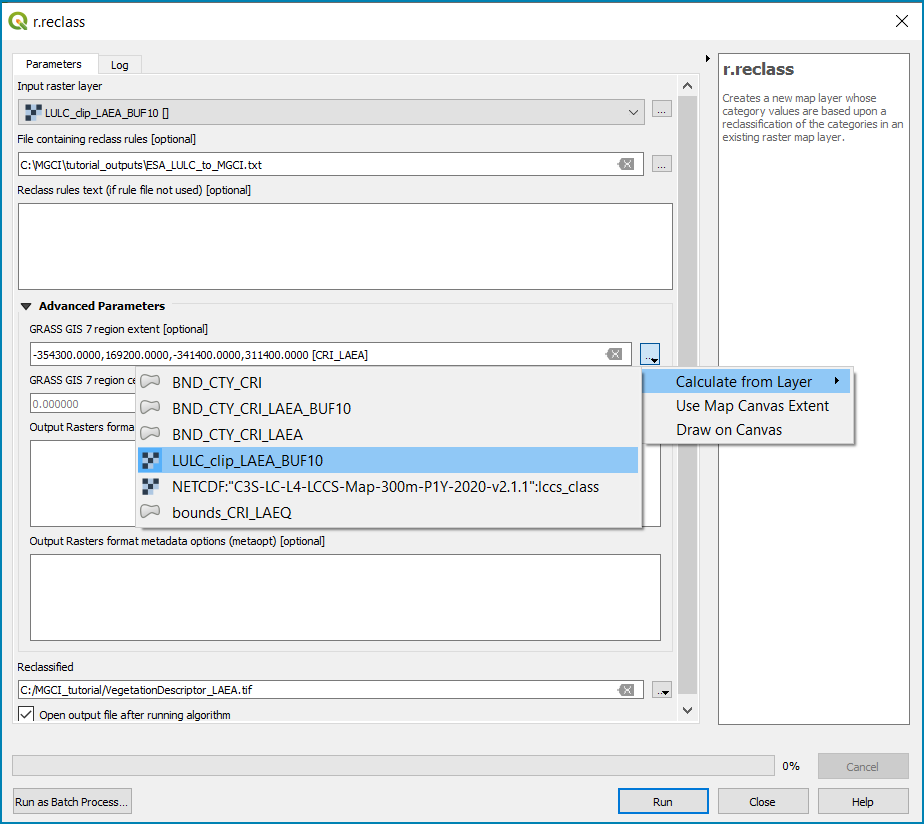 r.reclass
Parameters
Log
Input raster layer
LULC_clip_LAEA_BUF10 []
...
File containing reclass rules [optional]
C:\MGCI\tutorial_outputs\ESA_LULC_to_MGCI.txt
...
Reclass rules text (if rule file not used) [optional]
Advanced Parameters
GRASS GIS 7 region extent [optional]
-354300.0000,169200.0000,-341400.0000,311400.0000 [CRI_LAEA]
...
GRASS GIS 7 region ce
0.000000
Output Rasters forma
BND_CTY_CRI
BND_CTY_CRI_LAEA_BUF10
BND_CTY_CRI_LAEA
LULC_clip_LAEA_BUF10
NETCDF:"C3S-LC-L4-LCCS-Map-300m-P1Y-2020-v2.1.1":lccs_class
bounds_CRI_LAEQ
Calculate from Layer
Use Map Canvas Extent
Draw on Canvas
Output Rasters format metadata options (metaopt) [optional]
Reclassified
C:/MGCI_tutorial/VegetationDescriptor_LAEA.tif
...
Open output file after running algorithm
r.reclass
Creates a new map layer whose
category values are based upon a
reclassification of the categories in an
existing raster map layer.
0%
Cancel
Run as Batch Process...
Run
Close
Help